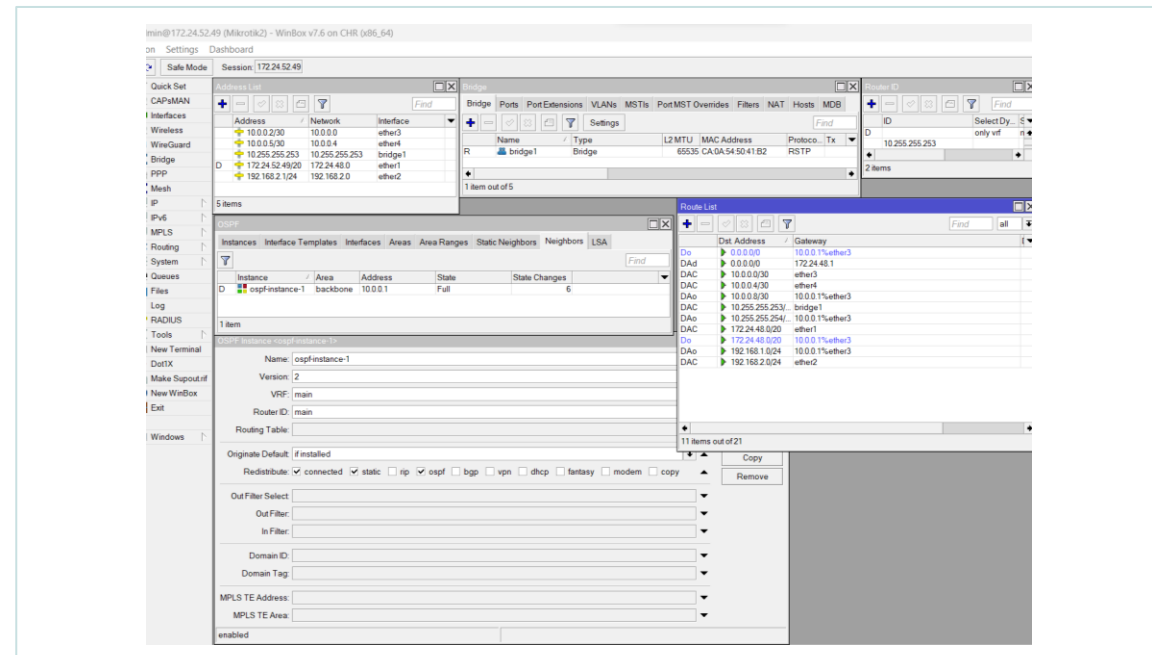 min@172.24.52.49 (Mikrotik2) - WinBox v7.6 on CHR (x86_64)
on Settings Dashboard
Safe Mode Session: 172.24.52.49
Quick Set
CAPsMAN
Interfaces
Wireless
WireGuard
Bridge
PPP
Mesh
IP
IPv6
MPLS
Routing
System
Queues
Files
Log
RADIUS
Tools
New Terminal
Dot1X
Make Supout.rif
New WinBox
Exit
Windows
Address List
Find
Address Network Interface
10.0.0.2/30 10.0.0.0 ether3
10.0.0.5/30 10.0.0.4 ether4
10.255.255.253 10.255.255.253 bridge1
D 172.24.52.49/20 172.24.48.0 ether1
192.168.2.1/24 192.168.2.0 ether2
5 items
Bridge
Bridge Ports Port Extensions VLANs MSTIs Port MST Overrides Filters NAT Hosts MDB
Settings Find
Name Type L2 MTU MAC Address Protoco... Tx
R bridge1 Bridge 65535 CA:0A:54:50:41:B2 RSTP
1 item out of 5
Router ID
Find
ID Select Dy... S
D only vrf
10.255.255.253
2 items
OSPF
Instances Interface Templates Interfaces Areas Area Ranges Static Neighbors Neighbors LSA
Find
Instance Area Address State State Changes
D ospf-instance-1 backbone 10.0.0.1 Full 6
1 item
Route List
Find all
Dst. Address Gateway
Do 0.0.0.0/0 10.0.0.1%ether3
DAd 0.0.0.0/0 172.24.48.1
DAC 10.0.0.0/30 ether3
DAC 10.0.0.4/30 ether4
DAo 10.0.0.8/30 10.0.0.1%ether3
DAC 10.255.255.253/... bridge1
DAo 10.255.255.254/... 10.0.0.1%ether3
DAC 172.24.48.0/20 ether1
Do 172.24.48.0/20 10.0.0.1%ether3
DAo 192.168.1.0/24 10.0.0.1%ether3
DAC 192.168.2.0/24 ether2
11 items out of 21
OSPF Instance <ospf-instance-1>
Name: ospf-instance-1
Version: 2
VRF: main
Router ID: main
Routing Table:
Originate Default: if installed
Redistribute: connected static rip ospf bgp vpn dhcp fantasy modem copy
Out Filter Select:
Out Filter:
In Filter:
Domain ID:
Domain Tag:
MPLS TE Address:
MPLS TE Area:
enabled
Copy
Remove